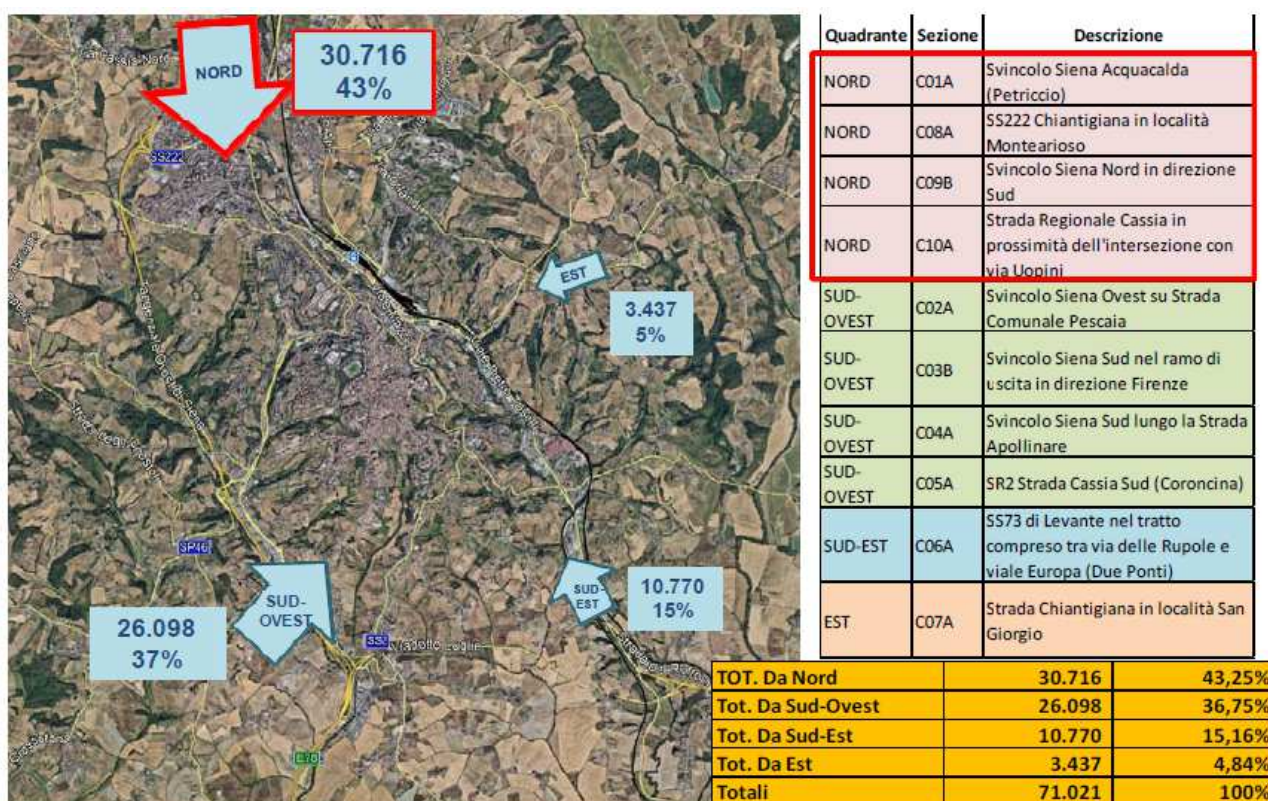 NORD
30.716
43%
SS222
EST
3.437
5%
SP46
SUD-
OVEST
26.098
37%
SUD-
EST
10.770
15%
Quadrante Sezione Descrizione
NORD C01A Svincolo Siena Acquacalda
(Petriccio)
NORD C08A SS222 Chiantigiana in località
Montearioso
NORD C09B Svincolo Siena Nord in direzione
Sud
NORD C10A Strada Regionale Cassia in
prossimità dell'intersezione con
via Uopini
SUD-
OVEST C02A Svincolo Siena Ovest su Strada
Comunale Pescaia
SUD-
OVEST C03B Svincolo Siena Sud nel ramo di
uscita in direzione Firenze
SUD-
OVEST C04A Svincolo Siena Sud lungo la Strada
Apollinare
SUD-
OVEST C05A SR2 Strada Cassia Sud (Coroncina)
SUD-EST C06A SS73 di Levante nel tratto
compreso tra via delle Rupole e
viale Europa (Due Ponti)
EST C07A Strada Chiantigiana in località San
Giorgio
TOT. Da Nord 30.716 43,25%
Tot. Da Sud-Ovest 26.098 36,75%
Tot. Da Sud-Est 10.770 15,16%
Tot. Da Est 3.437 4,84%
Totali 71.021 100%